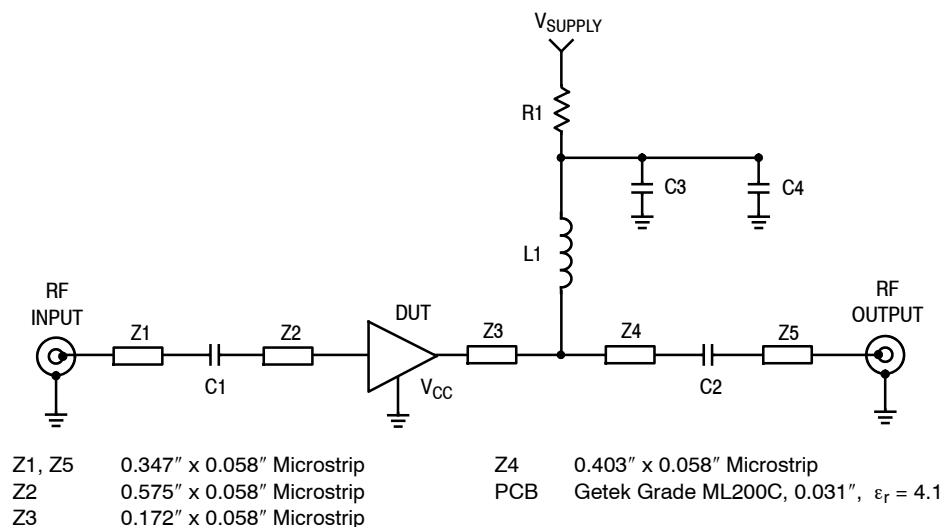 VSUPPLY
R1
C3
C4
L1
RF
INPUT
Z1
C1
Z2
DUT
VCC
Z3
Z4
C2
Z5
RF
OUTPUT
Z1, Z5 0.347″ x 0.058″ Microstrip
Z2 0.575″ x 0.058″ Microstrip
Z3 0.172″ x 0.058″ Microstrip
Z4 0.403″ x 0.058″ Microstrip
PCB Getek Grade ML200C, 0.031″, εr = 4.1